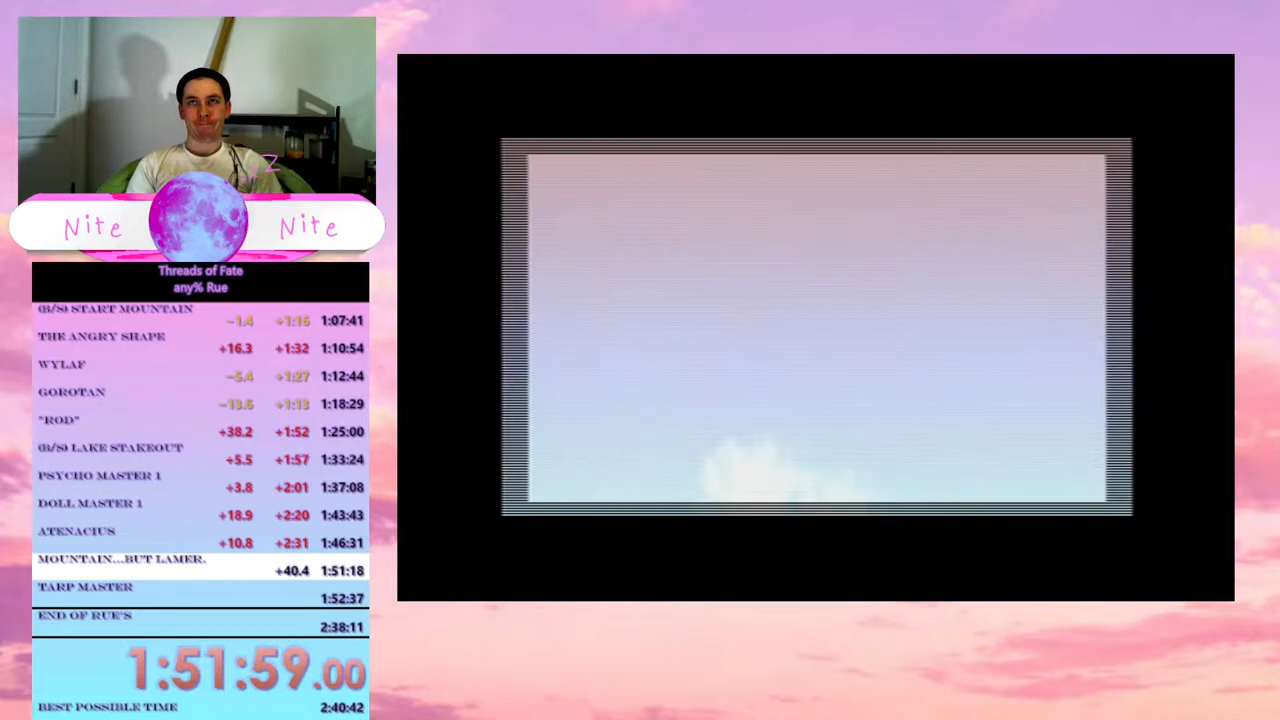 Z
Nite Nite
Threads of Fate
any% Rue
(B/S) START MOUNTAIN
−1.4 +1:16 1:07:41
THE ANGRY SHAPE
+16.3 +1:32 1:10:54
WYLAF
−5.4 +1:27 1:12:44
GOROTAN
−13.6 +1:13 1:18:29
"ROD"
+38.2 +1:52 1:25:00
(B/S) LAKE STAKEOUT
+5.5 +1:57 1:33:24
PSYCHO MASTER 1
+3.8 +2:01 1:37:08
DOLL MASTER 1
+18.9 +2:20 1:43:43
ATENACIUS
+10.8 +2:31 1:46:31
MOUNTAIN...BUT LAMER.
+40.4 1:51:18
TARP MASTER
1:52:37
END OF RUE'S
2:38:11
1:51:59.00
BEST POSSIBLE TIME 2:40:42